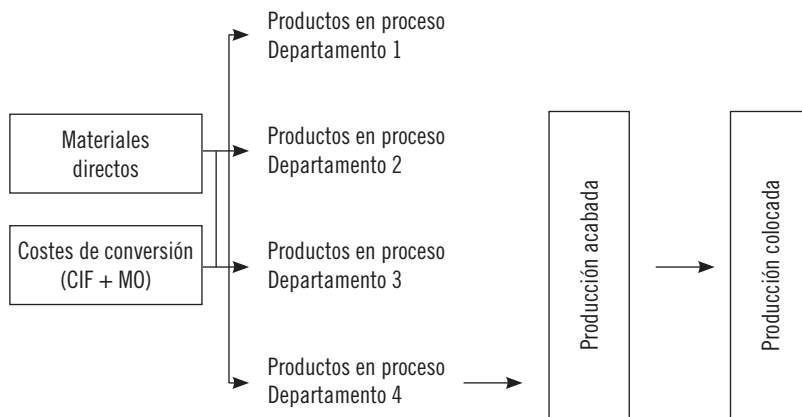 Productos en proceso
Departamento 1
Materiales
directos
Productos en proceso
Departamento 2
Costes de conversión
(CIF + MO)
Productos en proceso
Departamento 3
Productos en proceso
Departamento 4
Producción acabada
Producción colocada